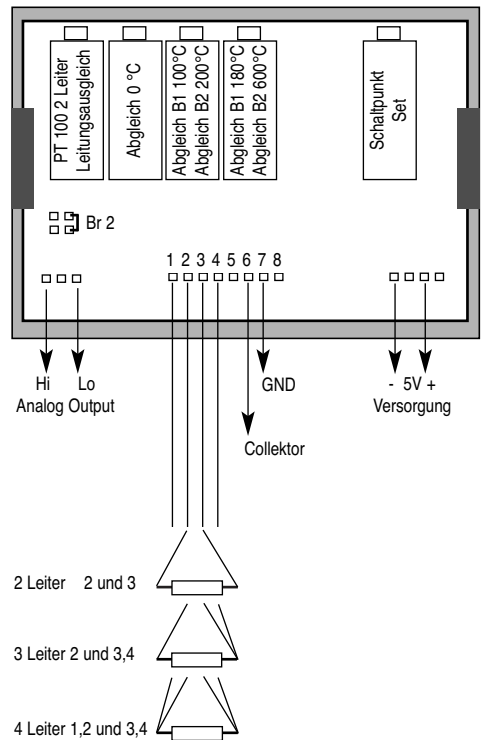 PT 100 2 Leiter
Leitungsausgleich
Abgleich 0 °C
Abgleich B1 100°C
Abgleich B2 200°C
Abgleich B1 180°C
Abgleich B2 600°C
Schaltpunkt
Set
Br 2
1 2 3 4 5 6 7 8
Hi Lo
Analog Output
GND
- 5V +
Versorgung
Collektor
2 Leiter 2 und 3
3 Leiter 2 und 3,4
4 Leiter 1,2 und 3,4